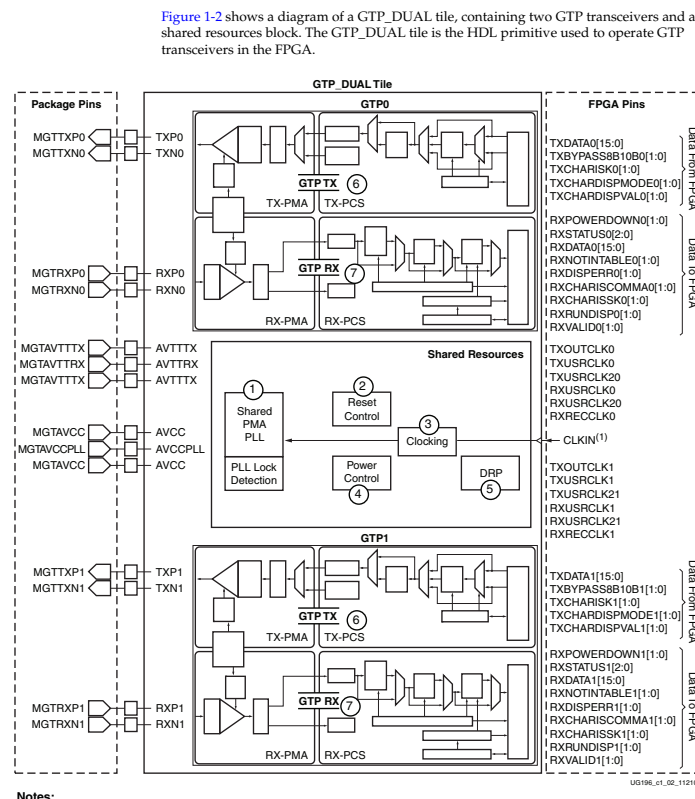 Figure 1-2 shows a diagram of a GTP_DUAL tile, containing two GTP transceivers and a
shared resources block. The GTP_DUAL tile is the HDL primitive used to operate GTP
transceivers in the FPGA.
GTP_DUAL Tile
Package Pins
GTP0
FPGA Pins
MGTTXP0
TXP0
MGTTXN0
TXN0
GTP TX
6
TX-PMA
TX-PCS
TXDATA0[15:0]
TXBYPASS8B10B0[1:0]
TXCHARISK0[1:0]
TXCHARDISPMODE0[1:0]
TXCHARDISPVAL0[1:0]
Data From FPGA
MGTRXP0
RXP0
MGTRXN0
RXN0
GTP RX
7
RX-PMA
RX-PCS
RXPOWERDOWN0[1:0]
RXSTATUS0[2:0]
RXDATA0[15:0]
RXNOTINTABLE0[1:0]
RXDISPERR0[1:0]
RXCHARISCOMMA0[1:0]
RXCHARISSK0[1:0]
RXRUNDISP0[1:0]
RXVALID0[1:0]
Data To FPGA
MGTAVTTTX
AVTTTX
MGTAVTTRX
AVTTRX
MGTAVTTTX
AVTTTX
MGTAVCC
AVCC
MGTAVCCPLL
AVCCPLL
MGTAVCC
AVCC
Shared Resources
1
Shared
PMA
PLL
PLL Lock
Detection
2
Reset
Control
3
Clocking
Power
Control
4
DRP
5
TXOUTCLK0
TXUSRCLK0
TXUSRCLK20
RXUSRCLK0
RXUSRCLK20
RXRECCLK0
CLKIN(1)
TXOUTCLK1
TXUSRCLK1
TXUSRCLK21
RXUSRCLK1
RXUSRCLK21
RXRECCLK1
GTP1
MGTTXP1
TXP1
MGTTXN1
TXN1
GTP TX
6
TX-PMA
TX-PCS
TXDATA1[15:0]
TXBYPASS8B10B1[1:0]
TXCHARISK1[1:0]
TXCHARDISPMODE1[1:0]
TXCHARDISPVAL1[1:0]
Data From FPGA
MGTRXP1
RXP1
MGTRXN1
RXN1
GTP RX
7
RX-PMA
RX-PCS
RXPOWERDOWN1[1:0]
RXSTATUS1[2:0]
RXDATA1[15:0]
RXNOTINTABLE1[1:0]
RXDISPERR1[1:0]
RXCHARISCOMMA1[1:0]
RXCHARISSK1[1:0]
RXRUNDISP1[1:0]
RXVALID1[1:0]
Data To FPGA
Notes: